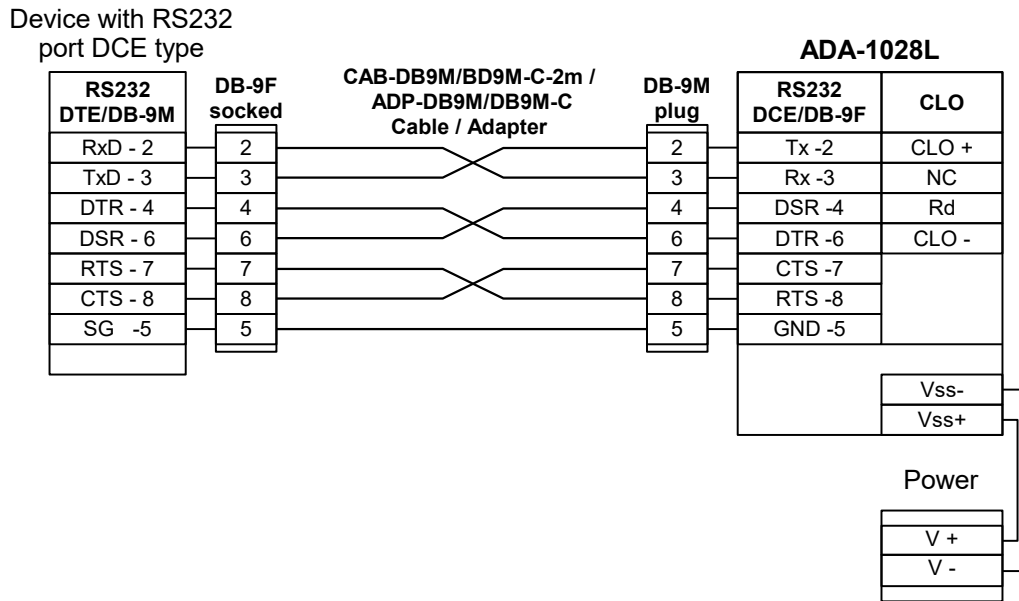 Device with RS232
port DCE type
ADA-1028L
CAB-DB9M/BD9M-C-2m /
ADP-DB9M/DB9M-C
Cable / Adapter
RS232
DTE/DB-9M
DB-9F
socked
DB-9M
plug
RS232
DCE/DB-9F
CLO
RxD - 2 2 2 Tx -2 CLO +
TxD - 3 3 3 Rx -3 NC
DTR - 4 4 4 DSR -4 Rd
DSR - 6 6 6 DTR -6 CLO -
RTS - 7 7 7 CTS -7
CTS - 8 8 8 RTS -8
SG -5 5 5 GND -5
Vss-
Vss+
Power
V +
V -